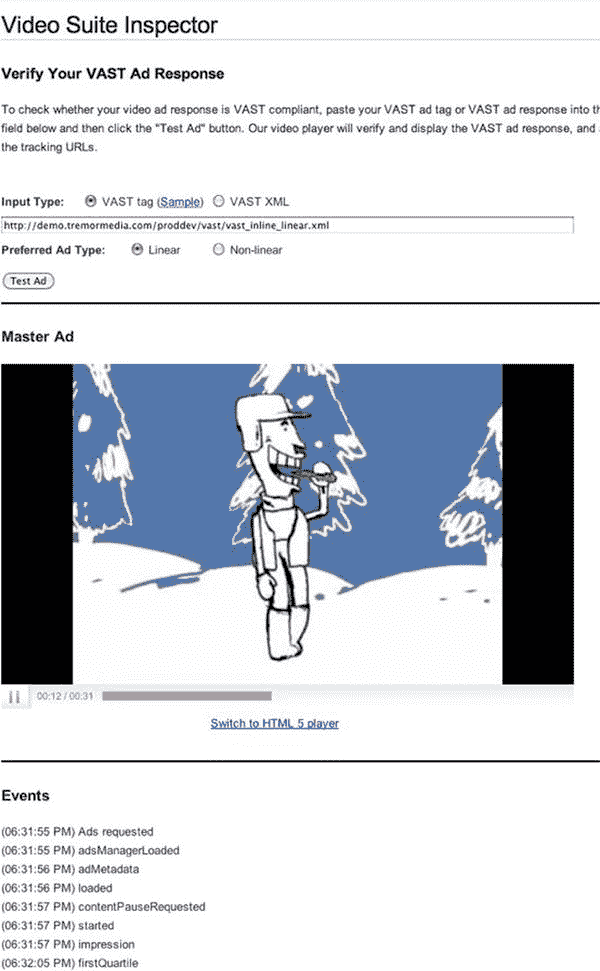 Video Suite Inspector
Verify Your VAST Ad Response
To check whether your video ad response is VAST compliant, paste your VAST ad tag or VAST ad response into th
field below and then click the "Test Ad" button. Our video player will verify and display the VAST ad response, and
the tracking URLs.
Input Type: VAST tag (Sample) VAST XML
http://demo.tremormedia.com/proddev/vast/vast_inline_linear.xml
Preferred Ad Type: Linear Non-linear
Test Ad
Master Ad
00:12 / 00:31
Switch to HTML 5 player
Events
(06:31:55 PM) Ads requested
(06:31:55 PM) adsManagerLoaded
(06:31:56 PM) adMetadata
(06:31:56 PM) loaded
(06:31:57 PM) contentPauseRequested
(06:31:57 PM) started
(06:31:57 PM) impression
(06:32:05 PM) firstQuartile